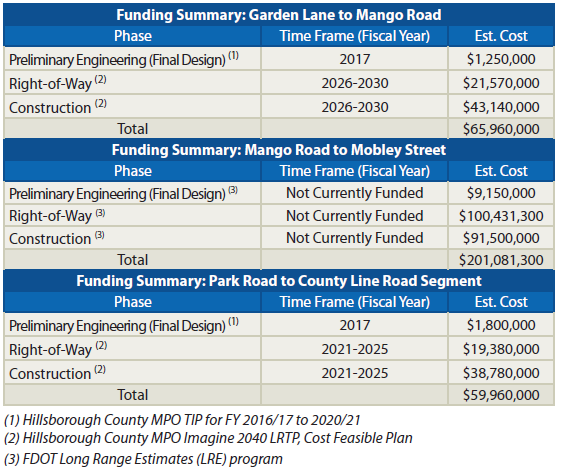 Funding Summary: Garden Lane to Mango Road
Phase Time Frame (Fiscal Year) Est. Cost
Preliminary Engineering (Final Design) (1) 2017 $1,250,000
Right-of-Way (2) 2026-2030 $21,570,000
Construction (2) 2026-2030 $43,140,000
Total $65,960,000
Funding Summary: Mango Road to Mobley Street
Phase Time Frame (Fiscal Year) Est. Cost
Preliminary Engineering (Final Design) (3) Not Currently Funded $9,150,000
Right-of-Way (3) Not Currently Funded $100,431,300
Construction (3) Not Currently Funded $91,500,000
Total $201,081,300
Funding Summary: Park Road to County Line Road Segment
Phase Time Frame (Fiscal Year) Est. Cost
Preliminary Engineering (Final Design) (1) 2017 $1,800,000
Right-of-Way (2) 2021-2025 $19,380,000
Construction (2) 2021-2025 $38,780,000
Total $59,960,000
(1) Hillsborough County MPO TIP for FY 2016/17 to 2020/21
(2) Hillsborough County MPO Imagine 2040 LRTP, Cost Feasible Plan
(3) FDOT Long Range Estimates (LRE) program